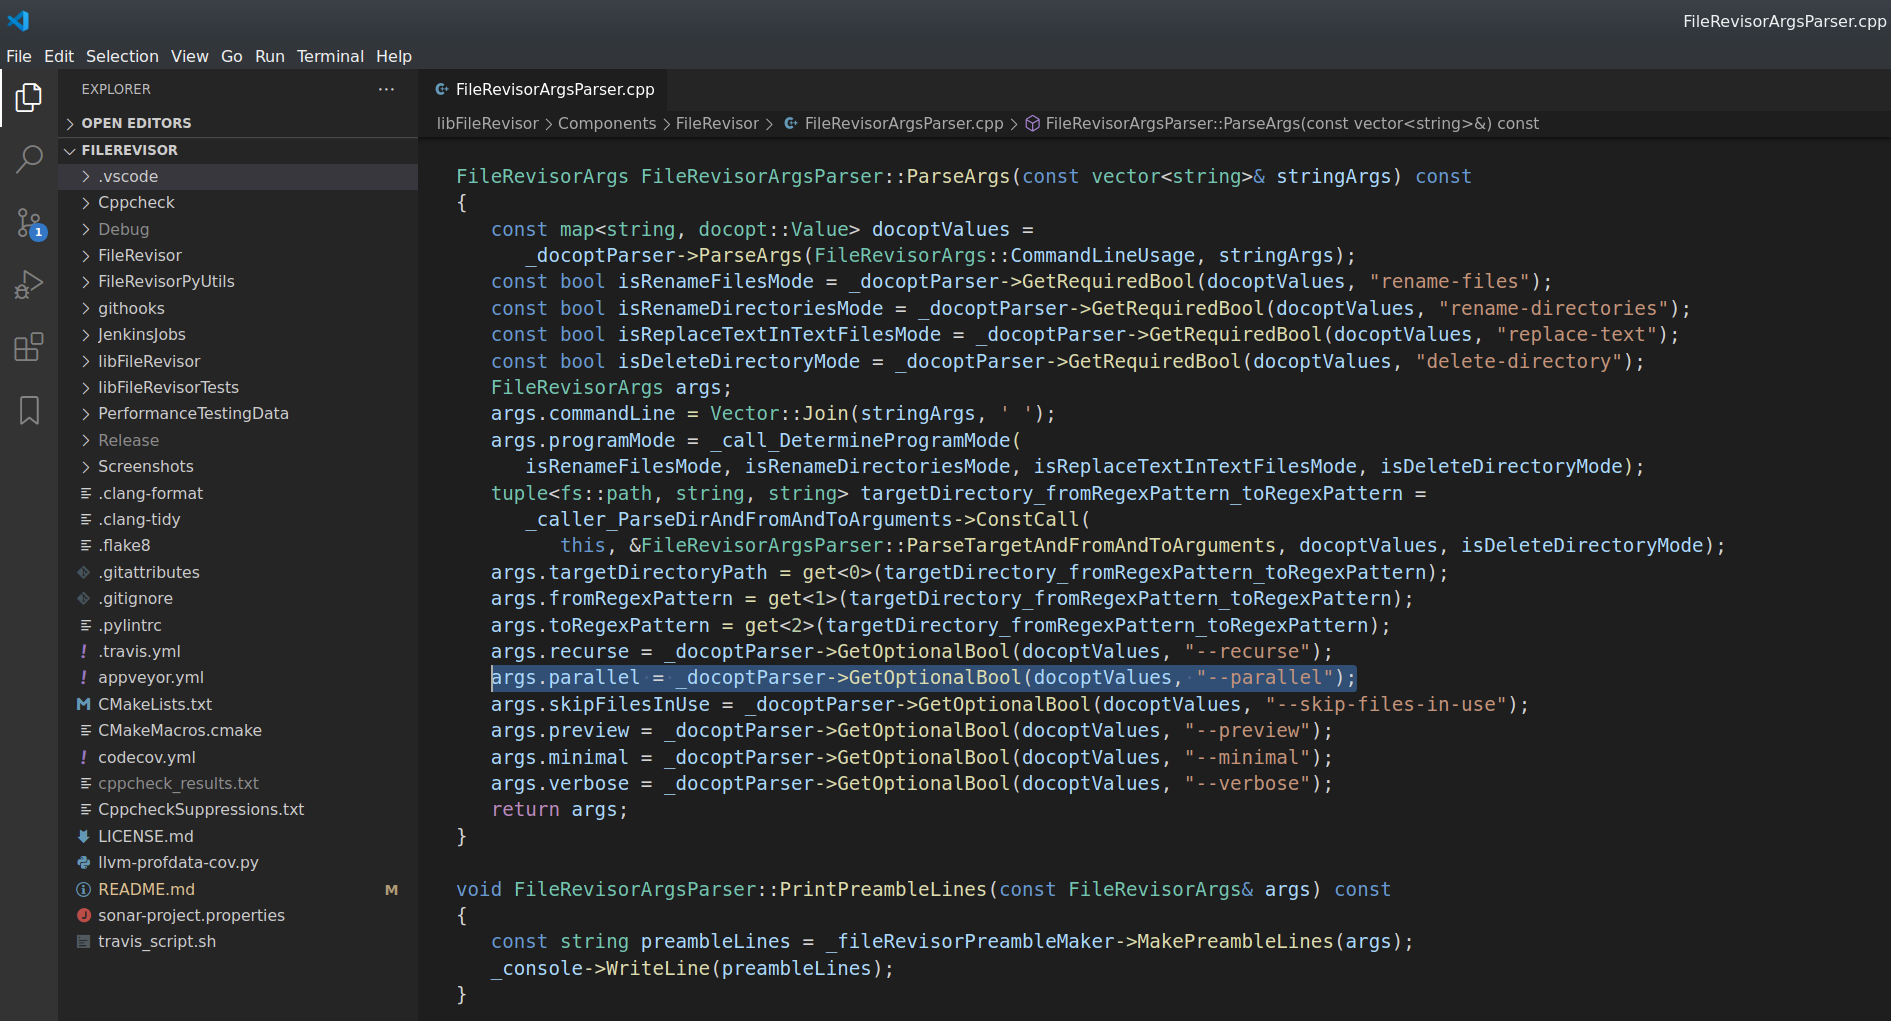 FileRevisorArgsParser.cpp
File Edit Selection View Go Run Terminal Help
EXPLORER
OPEN EDITORS
FILEREVISOR
.vscode
Cppcheck
Debug
FileRevisor
FileRevisorPyUtils
githooks
JenkinsJobs
libFileRevisor
libFileRevisorTests
PerformanceTestingData
Release
Screenshots
.clang-format
.clang-tidy
.flake8
.gitattributes
.gitignore
.pylintrc
.travis.yml
appveyor.yml
CMakeLists.txt
CMakeMacros.cmake
codecov.yml
cppcheck_results.txt
CppcheckSuppressions.txt
LICENSE.md
llvm-profdata-cov.py
README.md M
sonar-project.properties
travis_script.sh
1
FileRevisorArgsParser.cpp
libFileRevisor > Components > FileRevisor > FileRevisorArgsParser.cpp > FileRevisorArgsParser::ParseArgs(const vector<string>&) const
FileRevisorArgs FileRevisorArgsParser::ParseArgs(const vector<string>& stringArgs) const
{
const map<string, docopt::Value> docoptValues =
_docoptParser->ParseArgs(FileRevisorArgs::CommandLineUsage, stringArgs);
const bool isRenameFilesMode = _docoptParser->GetRequiredBool(docoptValues, "rename-files");
const bool isRenameDirectoriesMode = _docoptParser->GetRequiredBool(docoptValues, "rename-directories");
const bool isReplaceTextInTextFilesMode = _docoptParser->GetRequiredBool(docoptValues, "replace-text");
const bool isDeleteDirectoryMode = _docoptParser->GetRequiredBool(docoptValues, "delete-directory");
FileRevisorArgs args;
args.commandLine = Vector::Join(stringArgs, ' ');
args.programMode = _call_DetermineProgramMode(
isRenameFilesMode, isRenameDirectoriesMode, isReplaceTextInTextFilesMode, isDeleteDirectoryMode);
tuple<fs::path, string, string> targetDirectory_fromRegexPattern_toRegexPattern =
_caller_ParseDirAndFromAndToArguments->ConstCall(
this, &FileRevisorArgsParser::ParseTargetAndFromAndToArguments, docoptValues, isDeleteDirectoryMode);
args.targetDirectoryPath = get<0>(targetDirectory_fromRegexPattern_toRegexPattern);
args.fromRegexPattern = get<1>(targetDirectory_fromRegexPattern_toRegexPattern);
args.toRegexPattern = get<2>(targetDirectory_fromRegexPattern_toRegexPattern);
args.recurse = _docoptParser->GetOptionalBool(docoptValues, "--recurse");
args.parallel = _docoptParser->GetOptionalBool(docoptValues, "--parallel");
args.skipFilesInUse = _docoptParser->GetOptionalBool(docoptValues, "--skip-files-in-use");
args.preview = _docoptParser->GetOptionalBool(docoptValues, "--preview");
args.minimal = _docoptParser->GetOptionalBool(docoptValues, "--minimal");
args.verbose = _docoptParser->GetOptionalBool(docoptValues, "--verbose");
return args;
}
void FileRevisorArgsParser::PrintPreambleLines(const FileRevisorArgs& args) const
{
const string preambleLines = _fileRevisorPreambleMaker->MakePreambleLines(args);
_console->WriteLine(preambleLines);
}